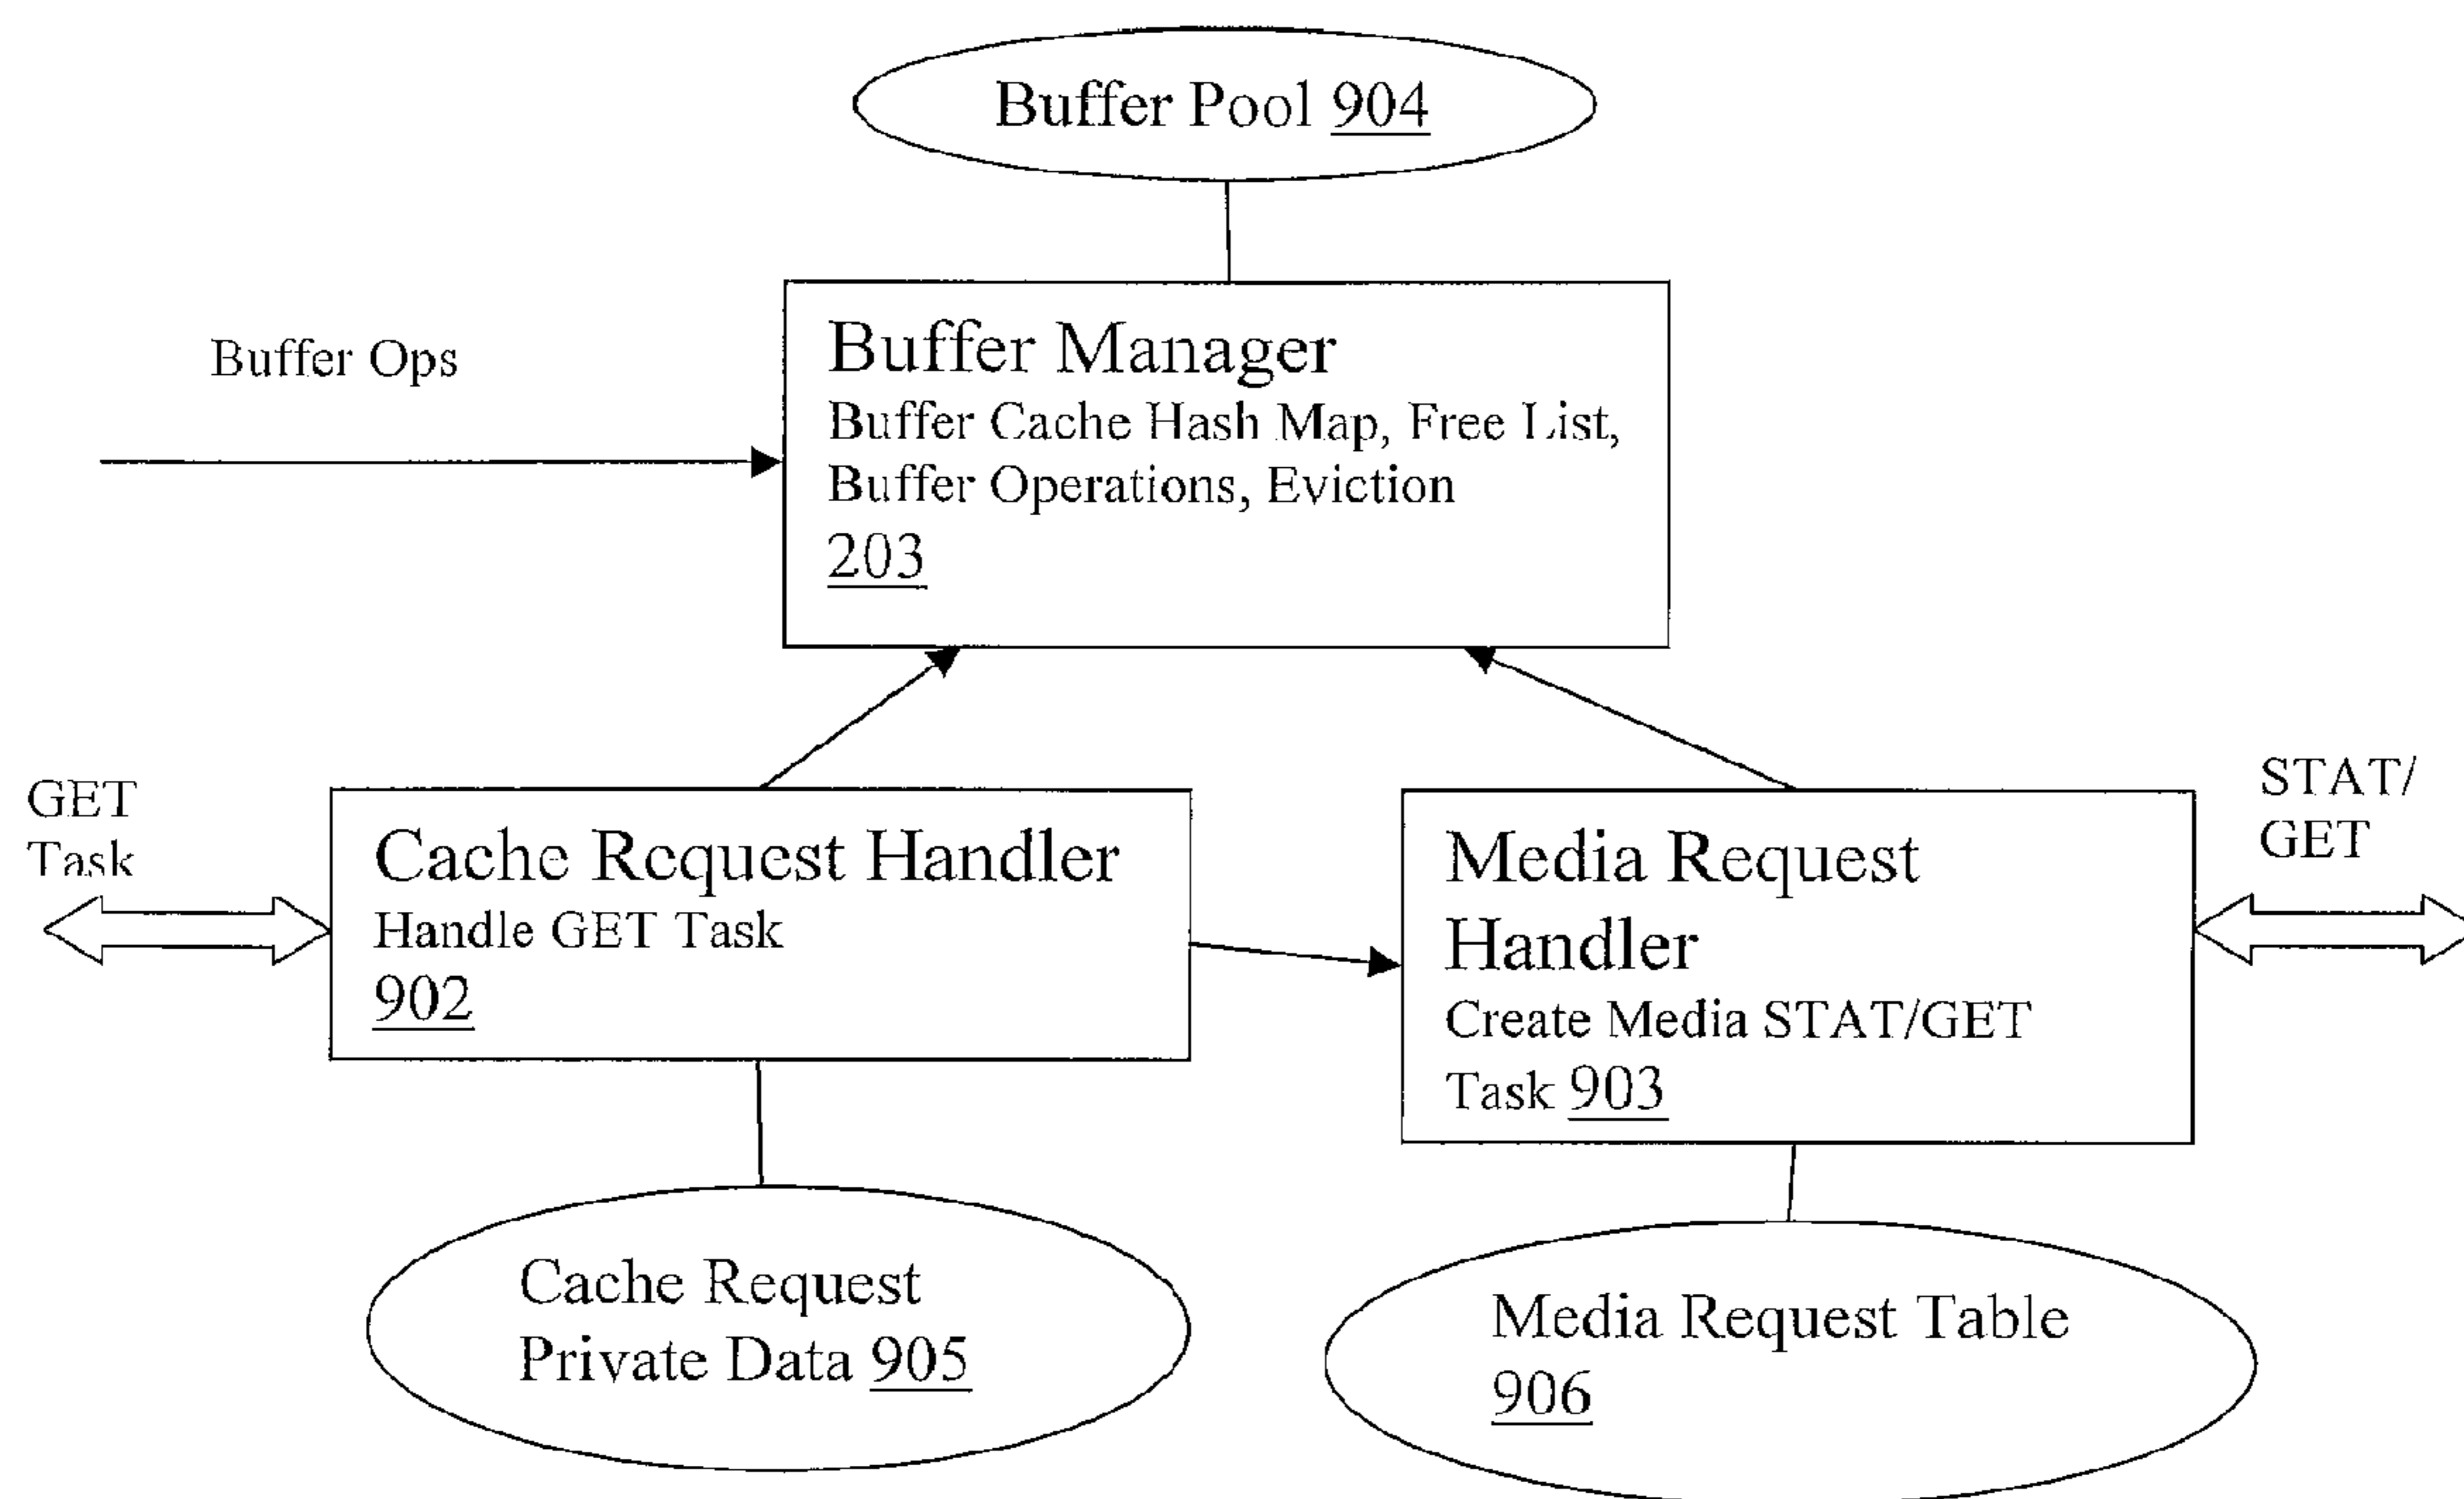 Buffer Pool 904
Buffer Ops
Buffer Manager
Buffer Cache Hash Map, Free List,
Buffer Operations, Eviction
203
GET
Task
Cache Request Handler
Handle GET Task
902
Media Request
Handler
Create Media STAT/GET
Task 903
STAT/
GET
Cache Request
Private Data 905
Media Request Table
906